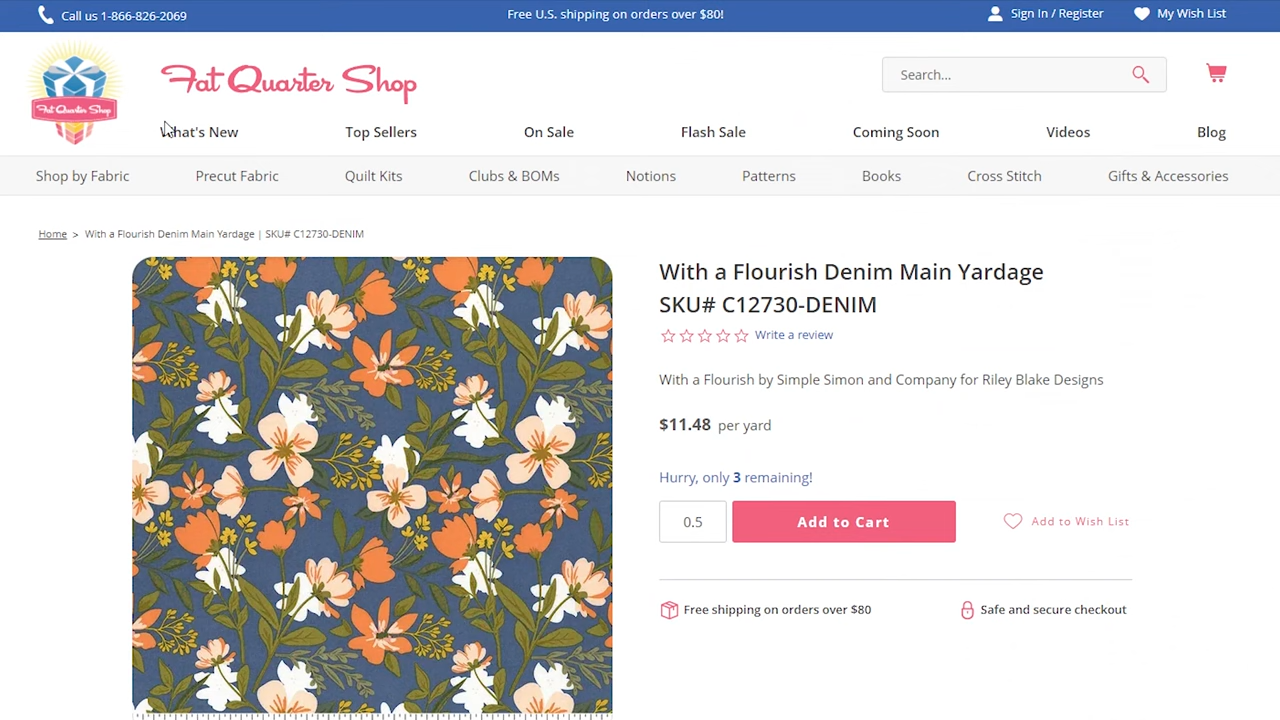 Call us 1-866-826-2069
Free U.S. shipping on orders over $80!
Sign In / Register
My Wish List
Fat Quarter Shop
Fat Quarter Shop
Search...
What's New
Top Sellers
On Sale
Flash Sale
Coming Soon
Videos
Blog
Shop by Fabric
Precut Fabric
Quilt Kits
Clubs & BOMs
Notions
Patterns
Books
Cross Stitch
Gifts & Accessories
Home > With a Flourish Denim Main Yardage | SKU# C12730-DENIM
With a Flourish Denim Main Yardage
SKU# C12730-DENIM
Write a review
With a Flourish by Simple Simon and Company for Riley Blake Designs
$11.48 per yard
Hurry, only 3 remaining!
0.5
Add to Cart
Add to Wish List
Free shipping on orders over $80
Safe and secure checkout